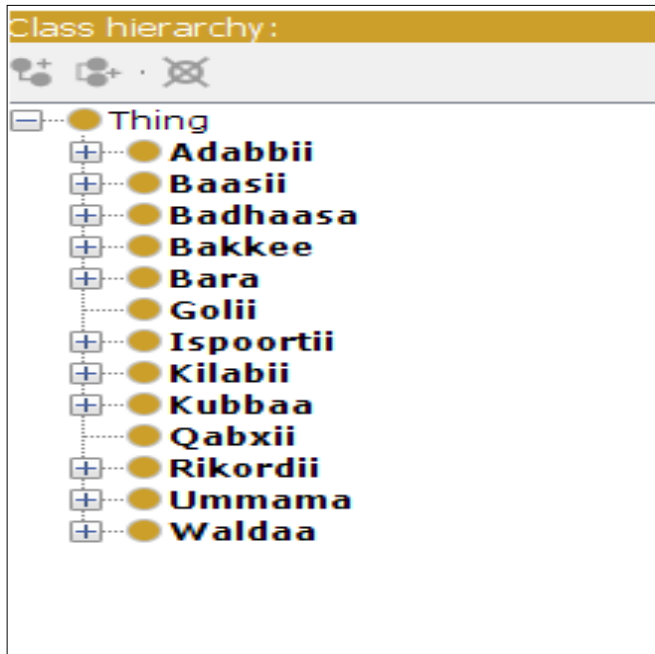 Class hierarchy:
Thing
Adabbii
Baasii
Badhaasa
Bakkee
Bara
Golii
Ispoortii
Kilabii
Kubbaa
Qabxii
Rikordii
Ummama
Waldaa